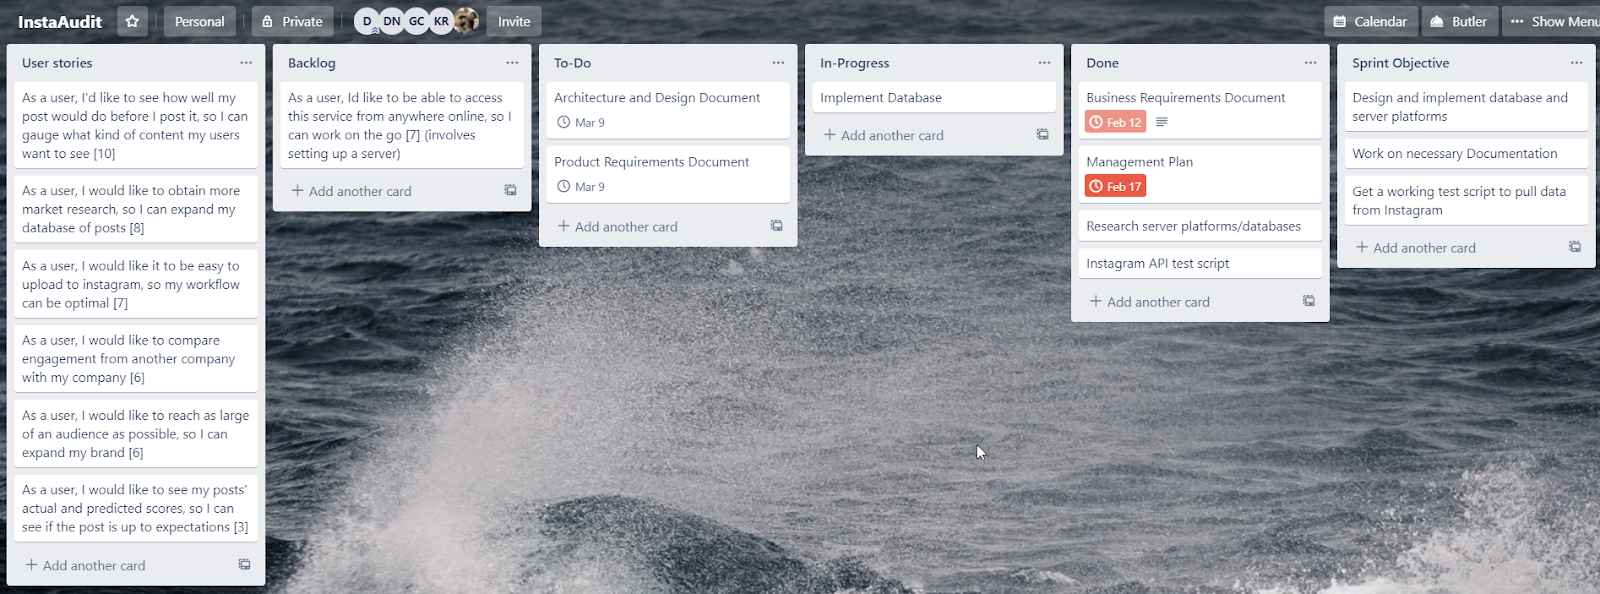 InstaAudit
Personal
Private
D
DN
GC
KR
Invite
Calendar
Butler
Show Menu
User stories
As a user, I'd like to see how well my
post would do before I post it, so I can
gauge what kind of content my users
want to see [10]
As a user, I would like to obtain more
market research, so I can expand my
database of posts [8]
As a user, I would like it to be easy to
upload to instagram, so my workflow
can be optimal [7]
As a user, I would like to compare
engagement from another company
with my company [6]
As a user, I would like to reach as large
of an audience as possible, so I can
expand my brand [6]
As a user, I would like to see my posts'
actual and predicted scores, so I can
see if the post is up to expectations [3]
+ Add another card
Backlog
As a user, Id like to be able to access
this service from anywhere online, so I
can work on the go [7] (involves
setting up a server)
+ Add another card
To-Do
Architecture and Design Document
Mar 9
Product Requirements Document
Mar 9
+ Add another card
In-Progress
Implement Database
+ Add another card
Done
Business Requirements Document
Feb 12
Management Plan
Feb 17
Research server platforms/databases
Instagram API test script
+ Add another card
Sprint Objective
Design and implement database and
server platforms
Work on necessary Documentation
Get a working test script to pull data
from Instagram
+ Add another card